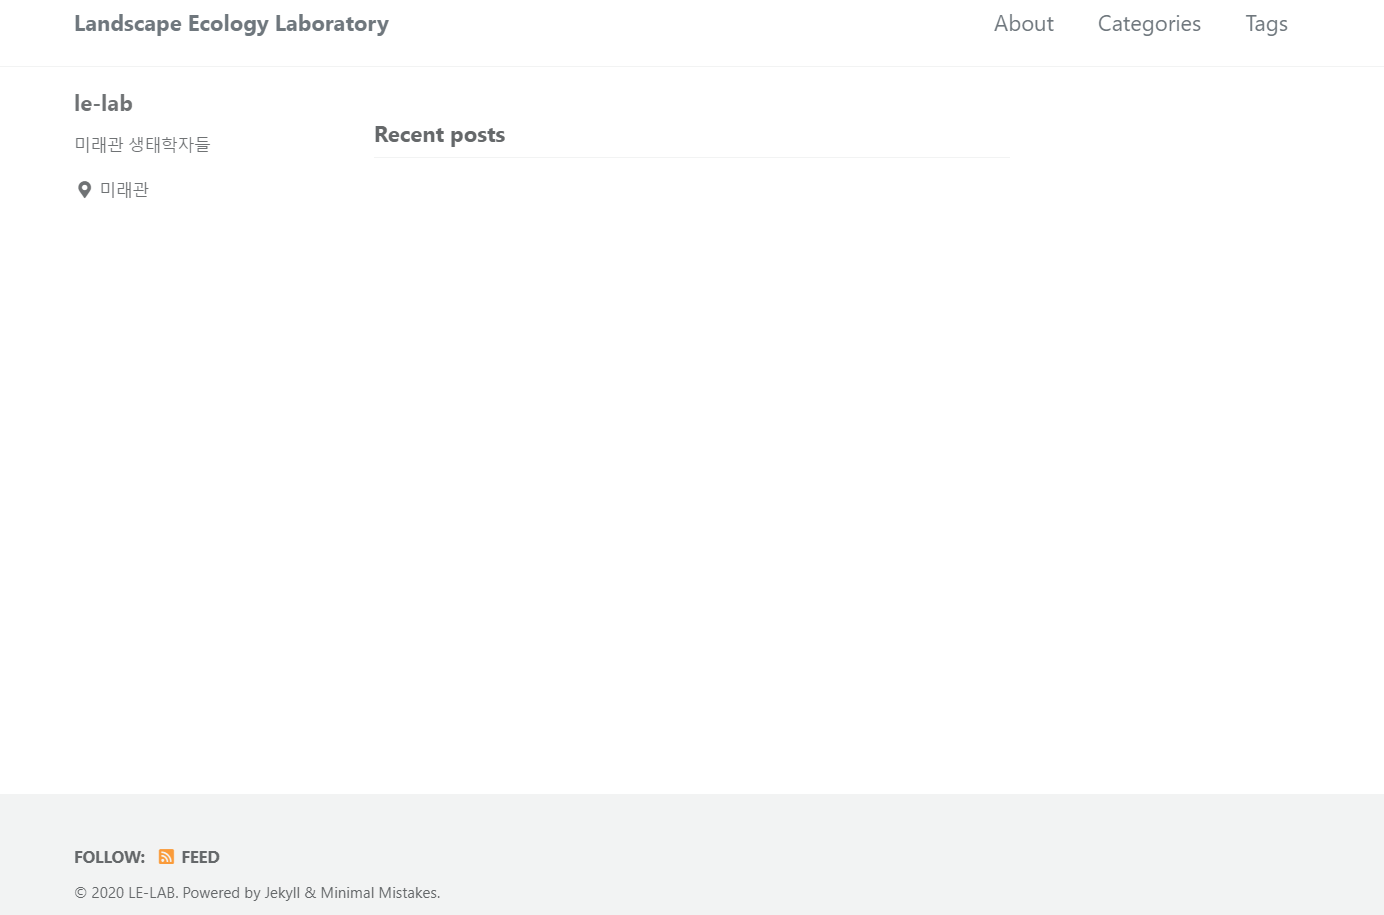 Landscape Ecology Laboratory
About Categories Tags
le-lab
미래관 생태학자들
미래관
Recent posts
FOLLOW: FEED
© 2020 LE-LAB. Powered by Jekyll & Minimal Mistakes.